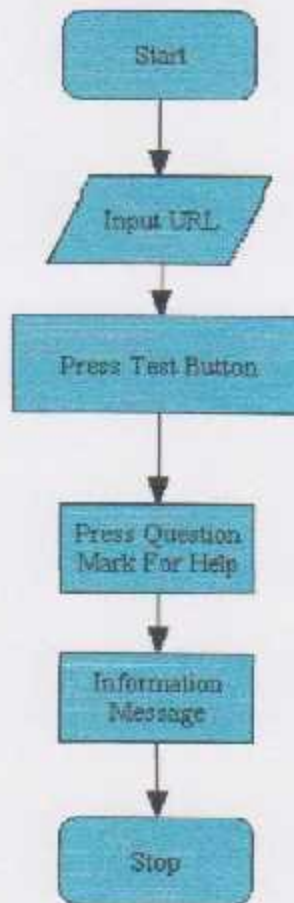 Start
Input URL
Press Test Button
Press Question
Mark For Help
Information
Message
Stop